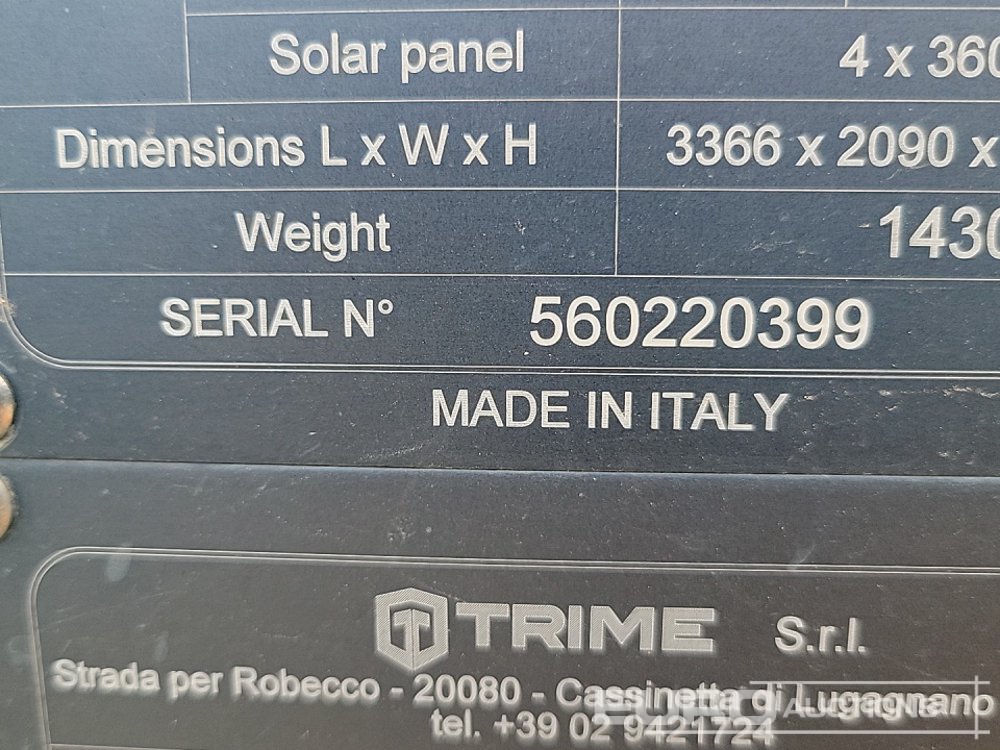 Solar panel 4 x 360
Dimensions L x W x H 3366 x 2090 x
Weight 1430
SERIAL N° 560220399
MADE IN ITALY
TRIME S.r.l.
Strada per Robecco - 20080 - Cassinetta di Lugagnano
tel. +39 02 9421724
AUCTIONS